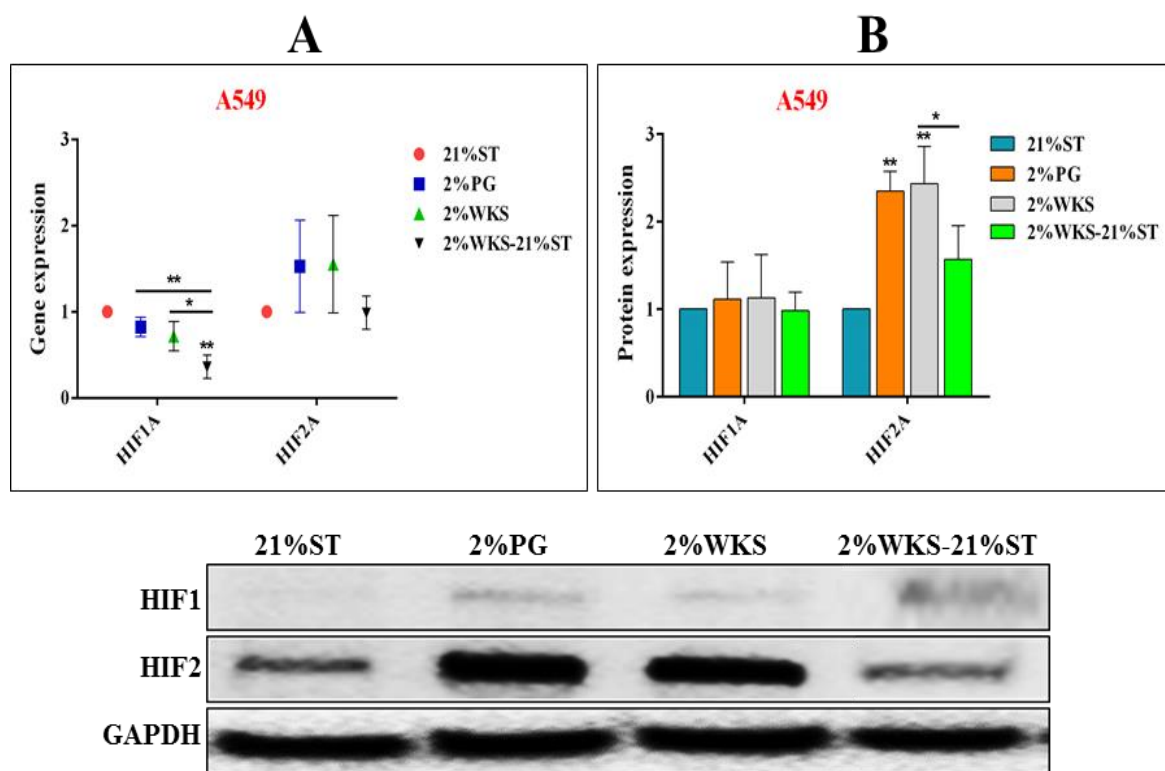 A
B
A549
Gene expression
3
2
1
0
**
*
**
HIF1A
HIF2A
21%ST
2%PG
2%WKS
2%WKS-21%ST
A549
Protein expression
3
2
1
0
*
**
**
HIF1A
HIF2A
21%ST
2%PG
2%WKS
2%WKS-21%ST
21%ST 2%PG 2%WKS 2%WKS-21%ST
HIF1
HIF2
GAPDH